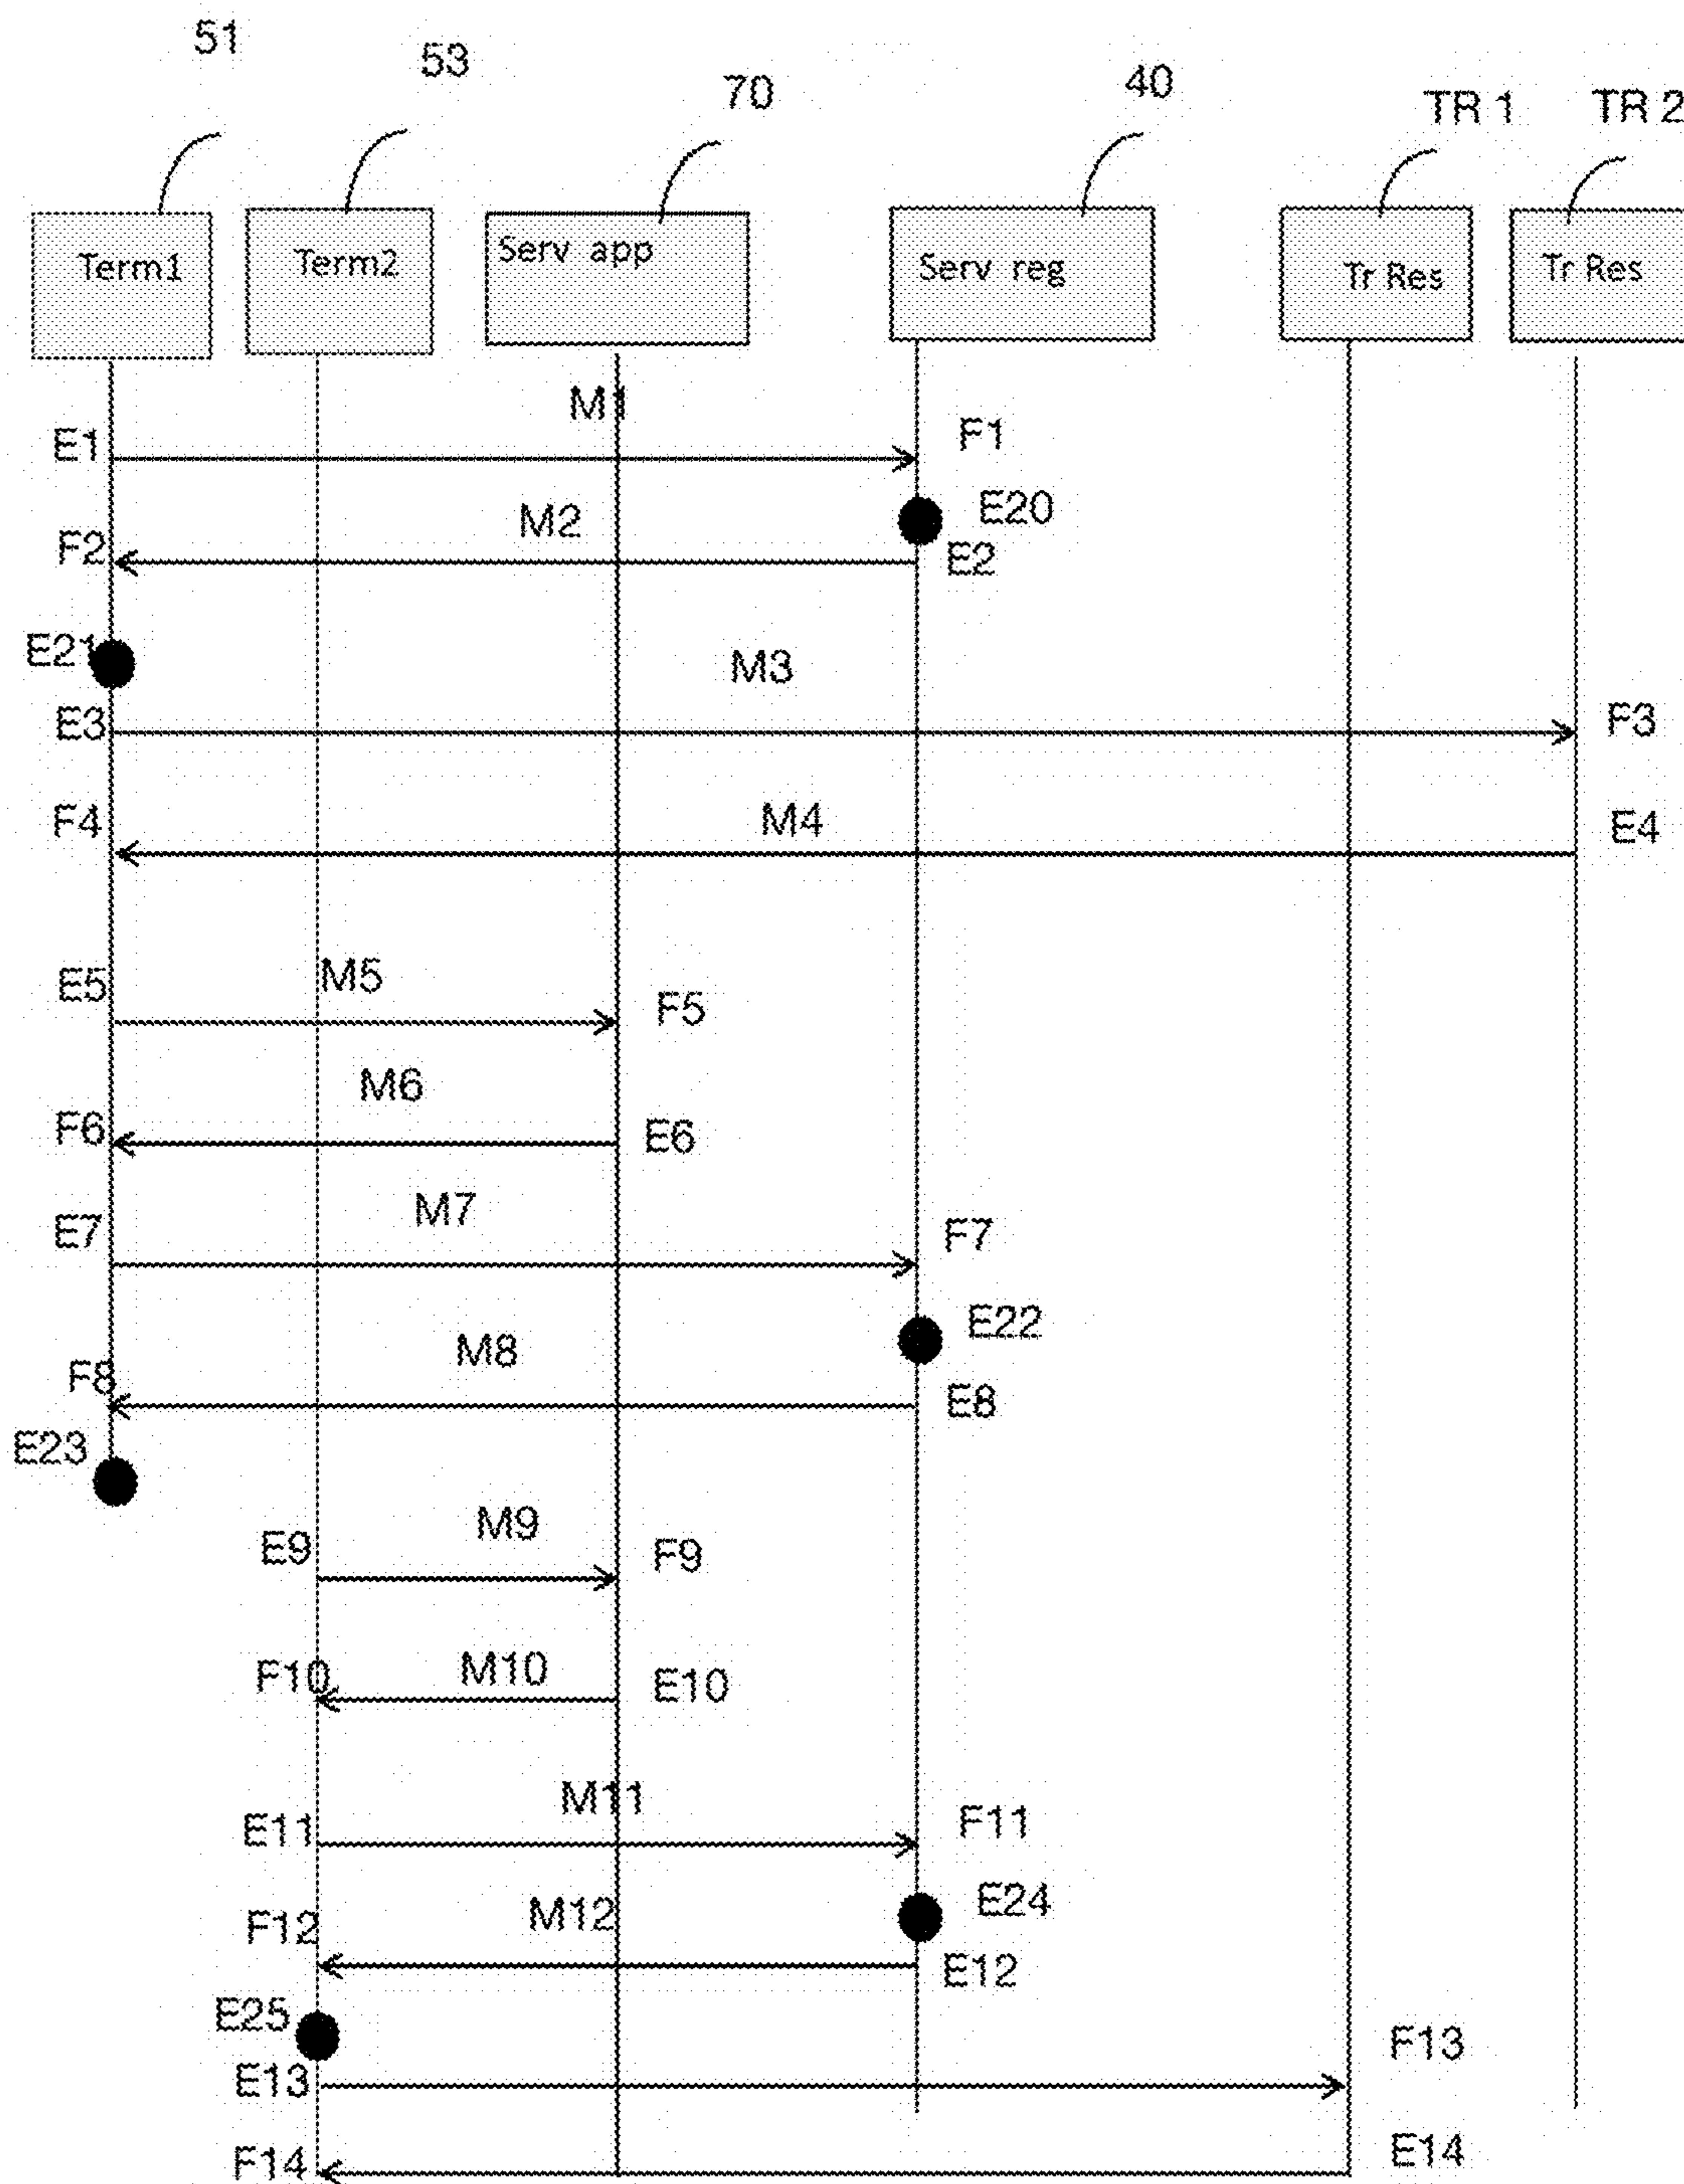 51
53
70
40
TR 1
TR 2
Term1
Term2
Serv app
Serv reg
Tr Res
Tr Res
M1
E1
F1
E20
M2
F2
E2
E21
M3
E3
F3
F4
M4
E4
E5
M5
F5
M6
F6
E6
M7
E7
F7
E22
M8
F8
E8
E23
M9
E9
F9
F10
M10
E10
M11
E11
F11
E24
M12
F12
E12
E25
F13
E13
E14
F14